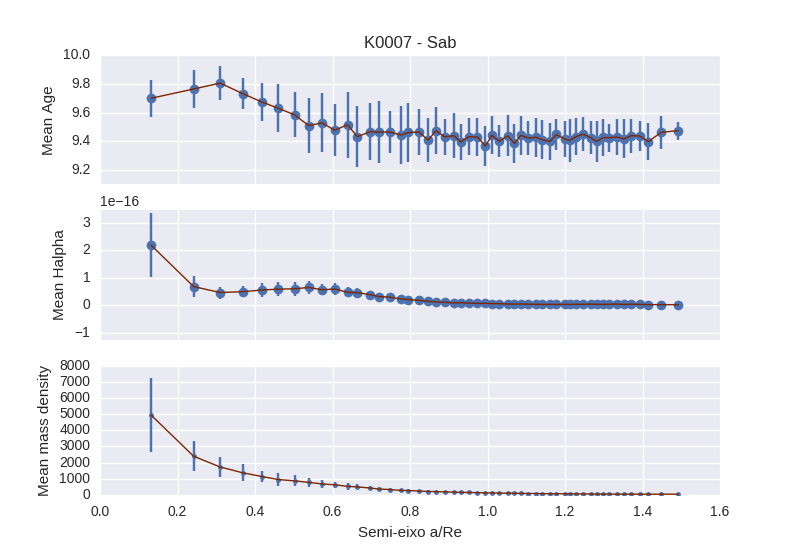 K0007 - Sab
10.0
9.8
9.6
9.4
9.2
Mean Age
1e−16
3
2
1
0
−1
Mean Halpha
8000
7000
6000
5000
4000
3000
2000
1000
0
Mean mass density
0.0 0.2 0.4 0.6 0.8 1.0 1.2 1.4 1.6
Semi-eixo a/Re